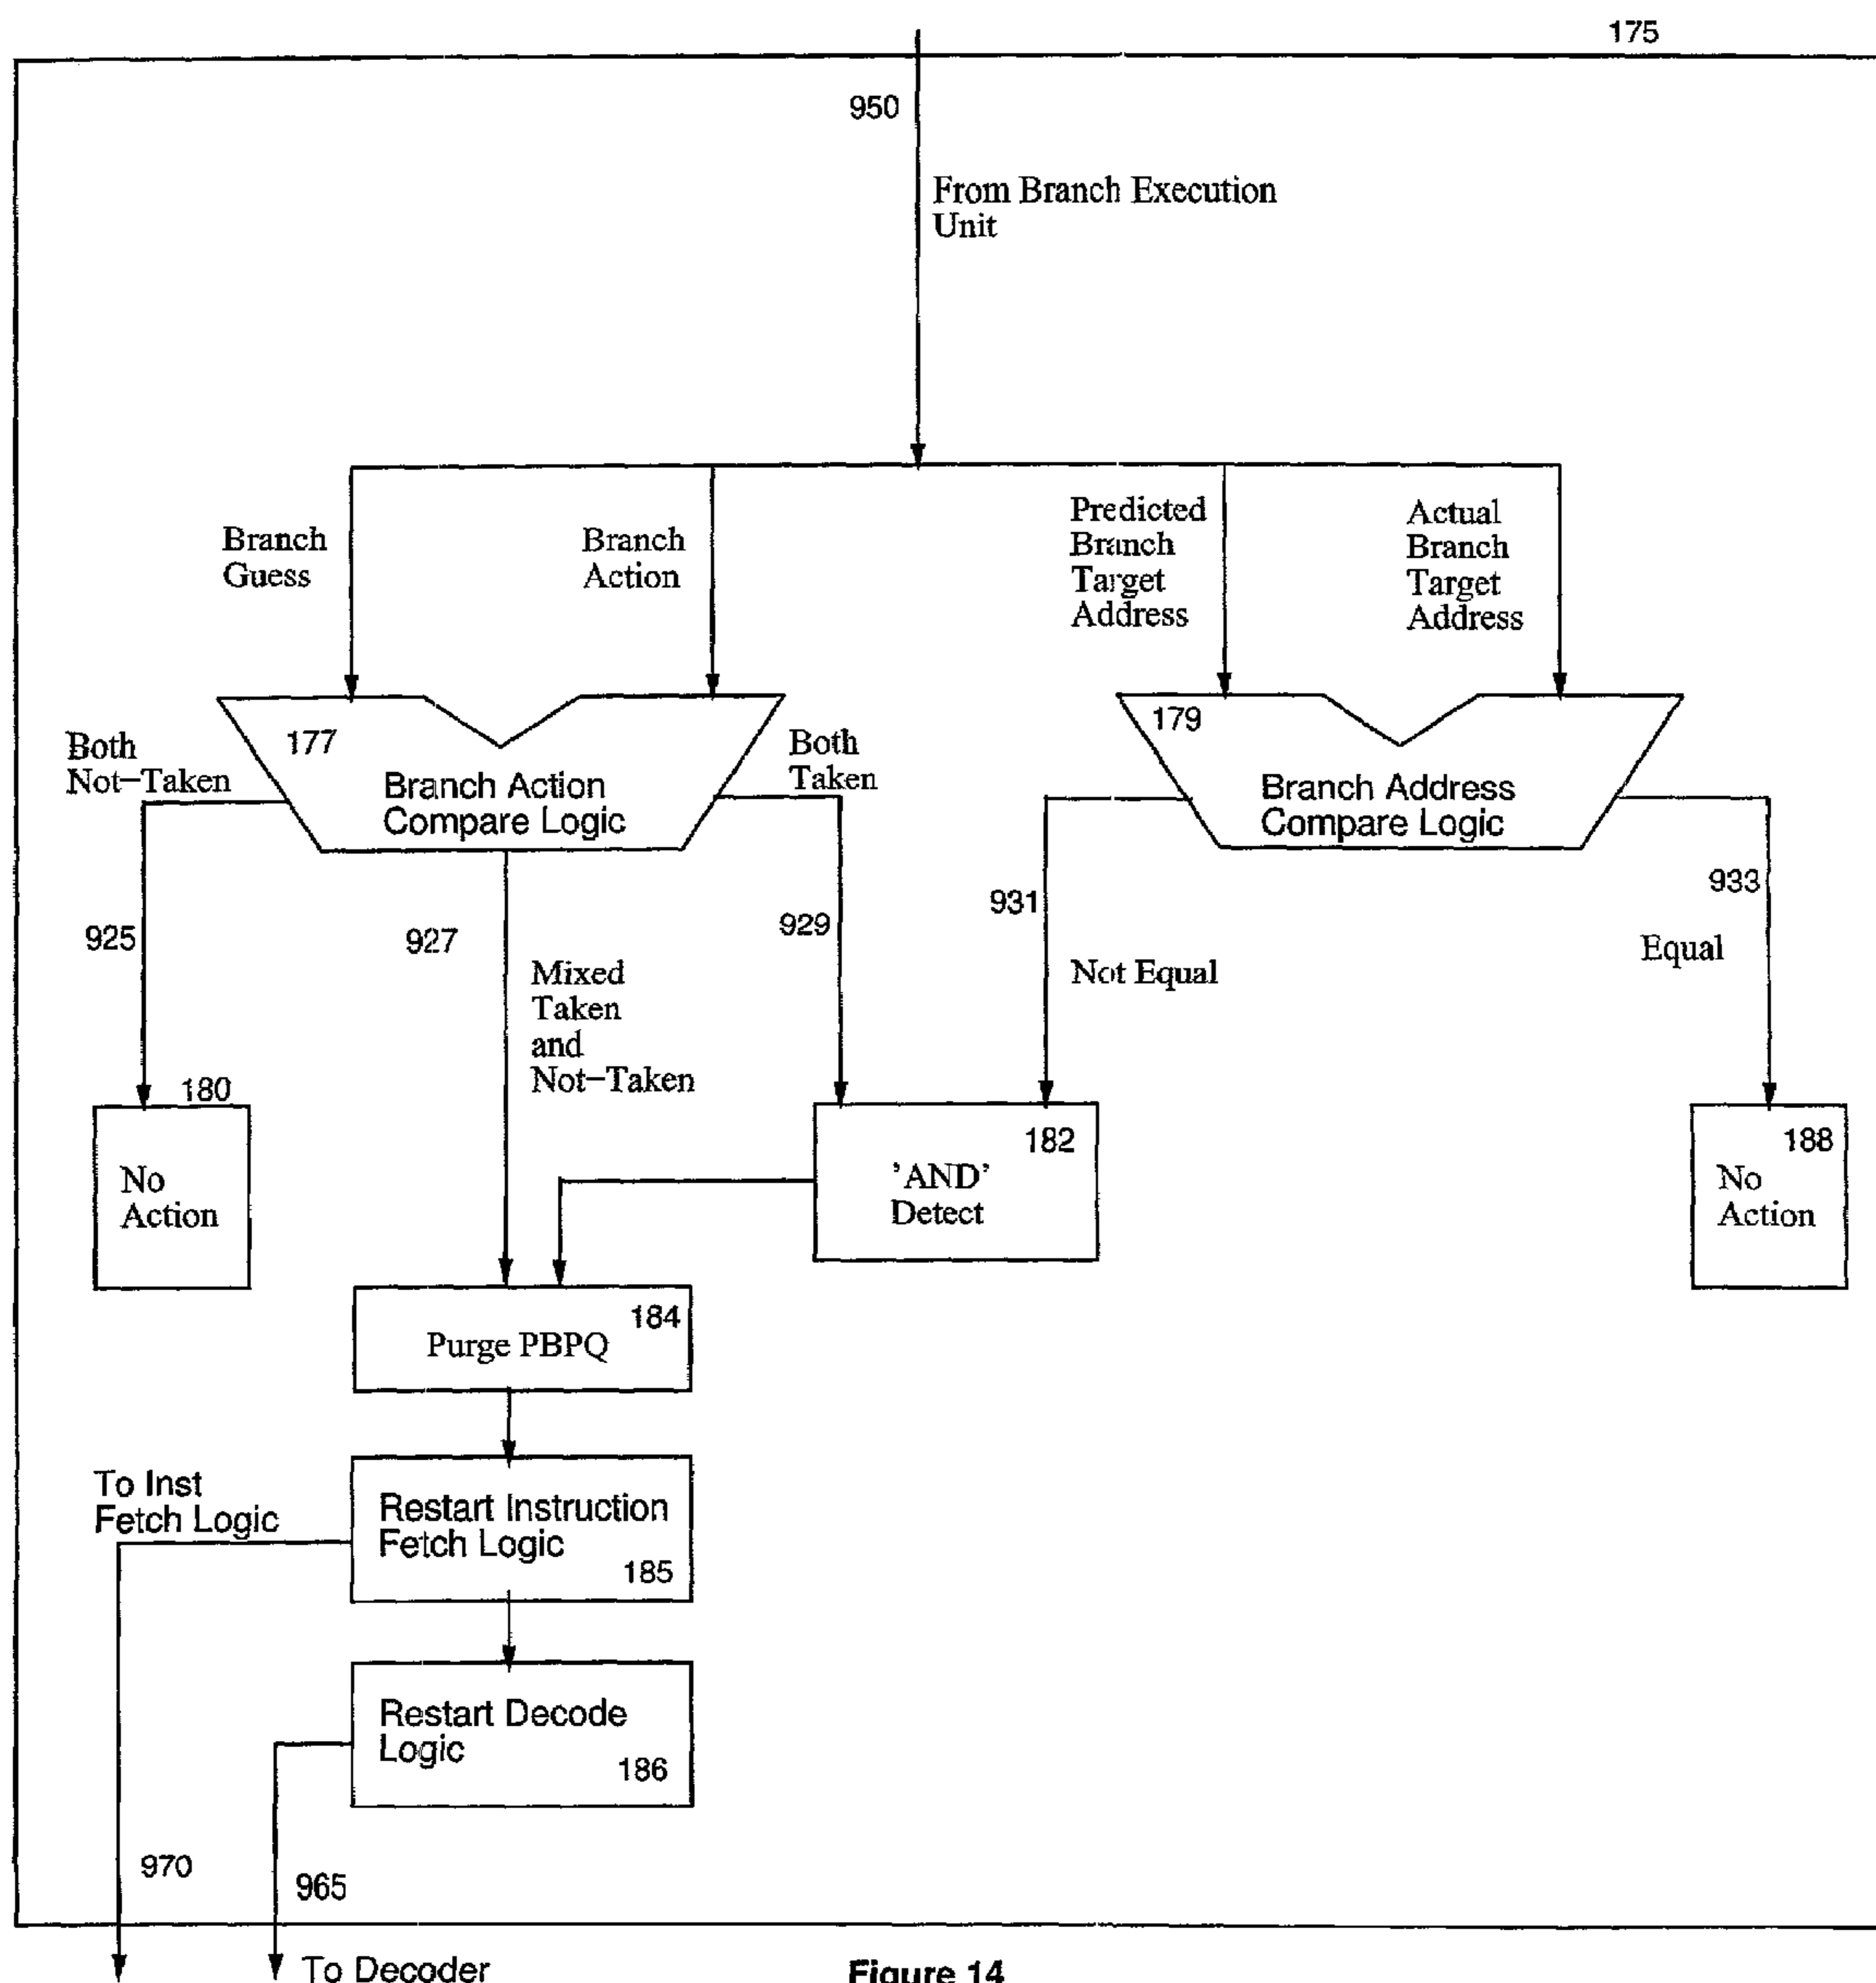 175
950
From Branch Execution
Unit
Branch
Guess
Branch
Action
Predicted
Branch
Target
Address
Actual
Branch
Target
Address
Both
Not-Taken
177
Branch Action
Compare Logic
Both
Taken
179
Branch Address
Compare Logic
925
927
Mixed
Taken
and
Not-Taken
929
931
Not Equal
933
Equal
180
No
Action
182
'AND'
Detect
188
No
Action
184
Purge PBPQ
To Inst
Fetch Logic
Restart Instruction
Fetch Logic
185
Restart Decode
Logic
186
970
965
To Decoder
Figure 14